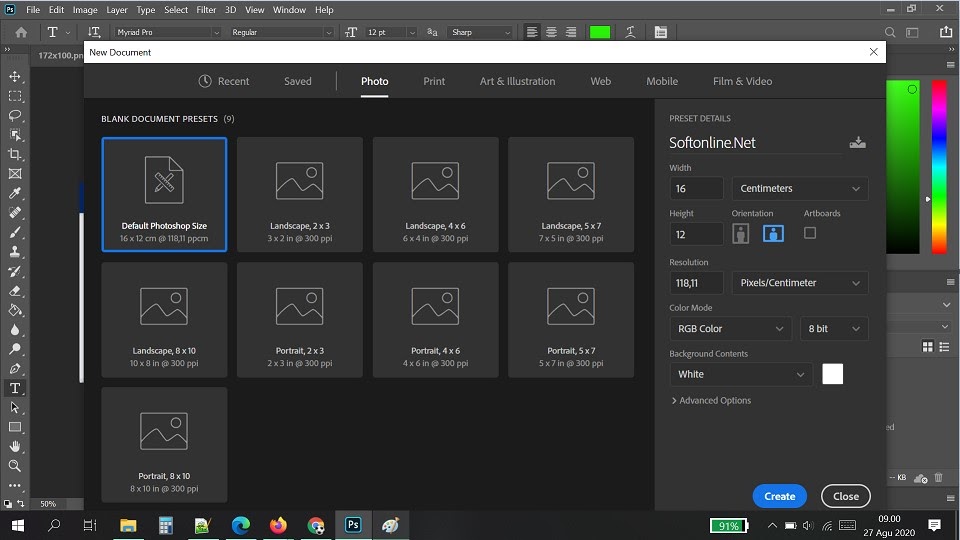 Ps File Edit Image Layer Type Select Filter 3D View Window Help
T Myriad Pro Regular 12 pt aa Sharp
172x100.pn
New Document
Recent Saved Photo Print Art & Illustration Web Mobile Film & Video
BLANK DOCUMENT PRESETS (9)
Default Photoshop Size
16 x 12 cm @ 118,11 ppcm
Landscape, 2 x 3
3 x 2 in @ 300 ppi
Landscape, 4 x 6
6 x 4 in @ 300 ppi
Landscape, 5 x 7
7 x 5 in @ 300 ppi
Landscape, 8 x 10
10 x 8 in @ 300 ppi
Portrait, 2 x 3
2 x 3 in @ 300 ppi
Portrait, 4 x 6
4 x 6 in @ 300 ppi
Portrait, 5 x 7
5 x 7 in @ 300 ppi
Portrait, 8 x 10
8 x 10 in @ 300 ppi
PRESET DETAILS
Softonline.Net
Width
16 Centimeters
Height Orientation Artboards
12
Resolution
118,11 Pixels/Centimeter
Color Mode
RGB Color 8 bit
Background Contents
White
Advanced Options
Create Close
50%
-- KB
Ps
91%
09.00
27 Agu 2020